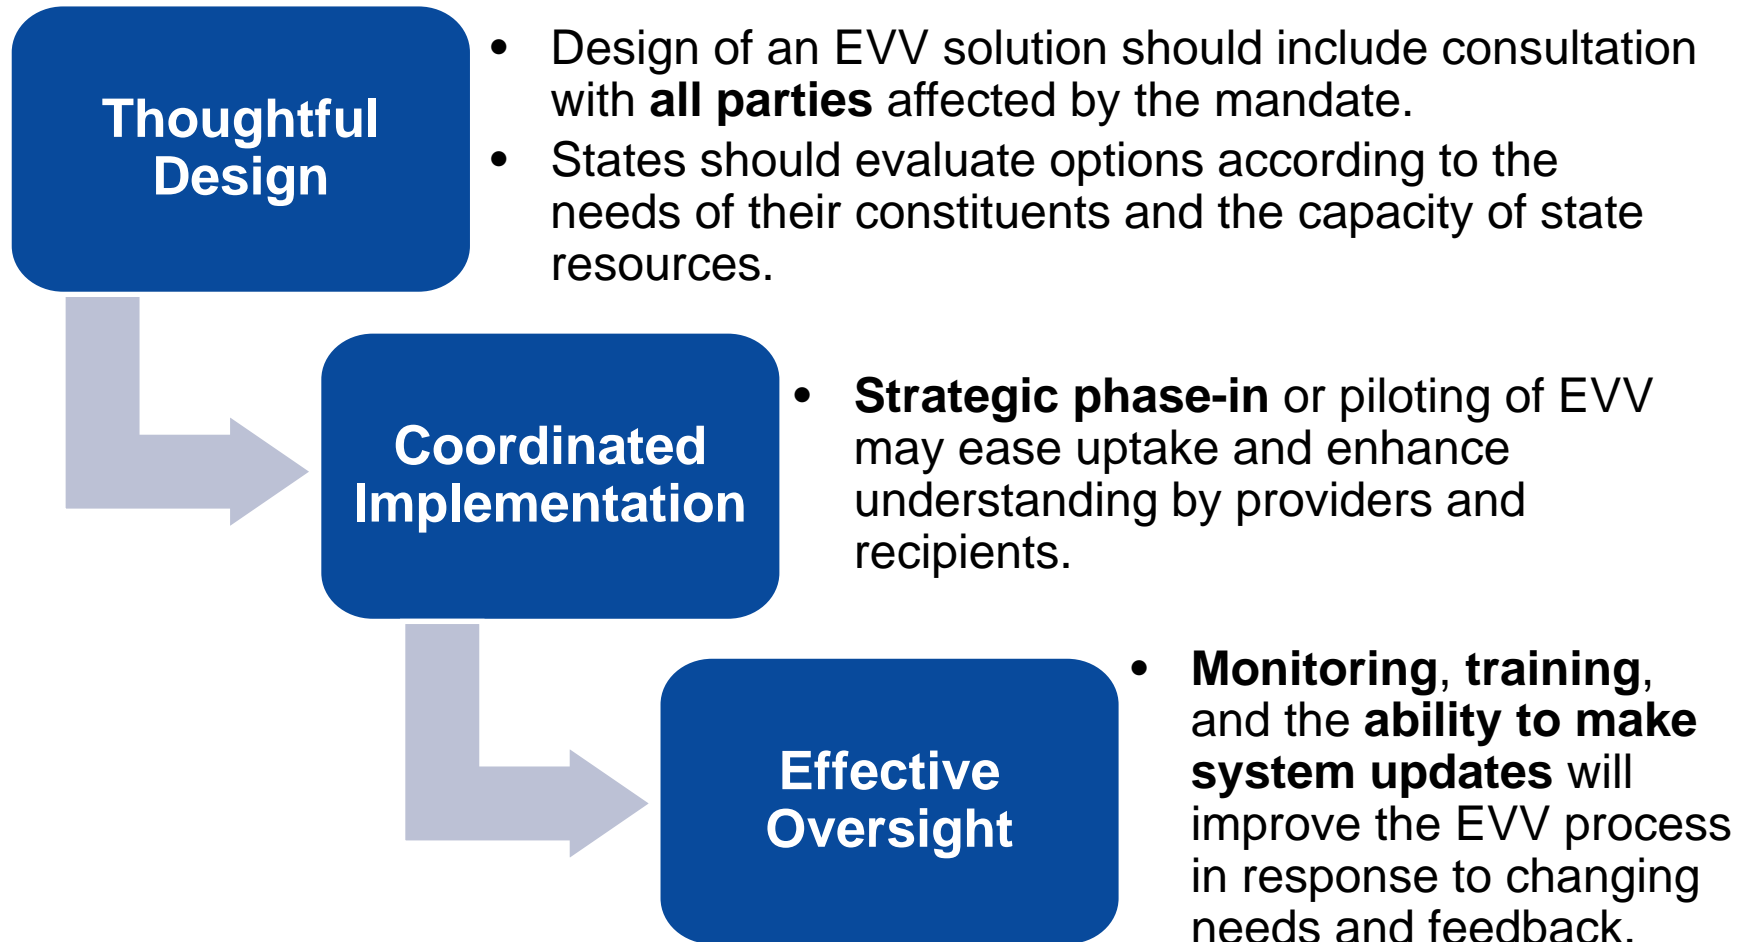 Thoughtful
Design
• Design of an EVV solution should include consultation
with all parties affected by the mandate.
• States should evaluate options according to the
needs of their constituents and the capacity of state
resources.
Coordinated
Implementation
• Strategic phase-in or piloting of EVV
may ease uptake and enhance
understanding by providers and
recipients.
Effective
Oversight
• Monitoring, training,
and the ability to make
system updates will
improve the EVV process
in response to changing
needs and feedback.